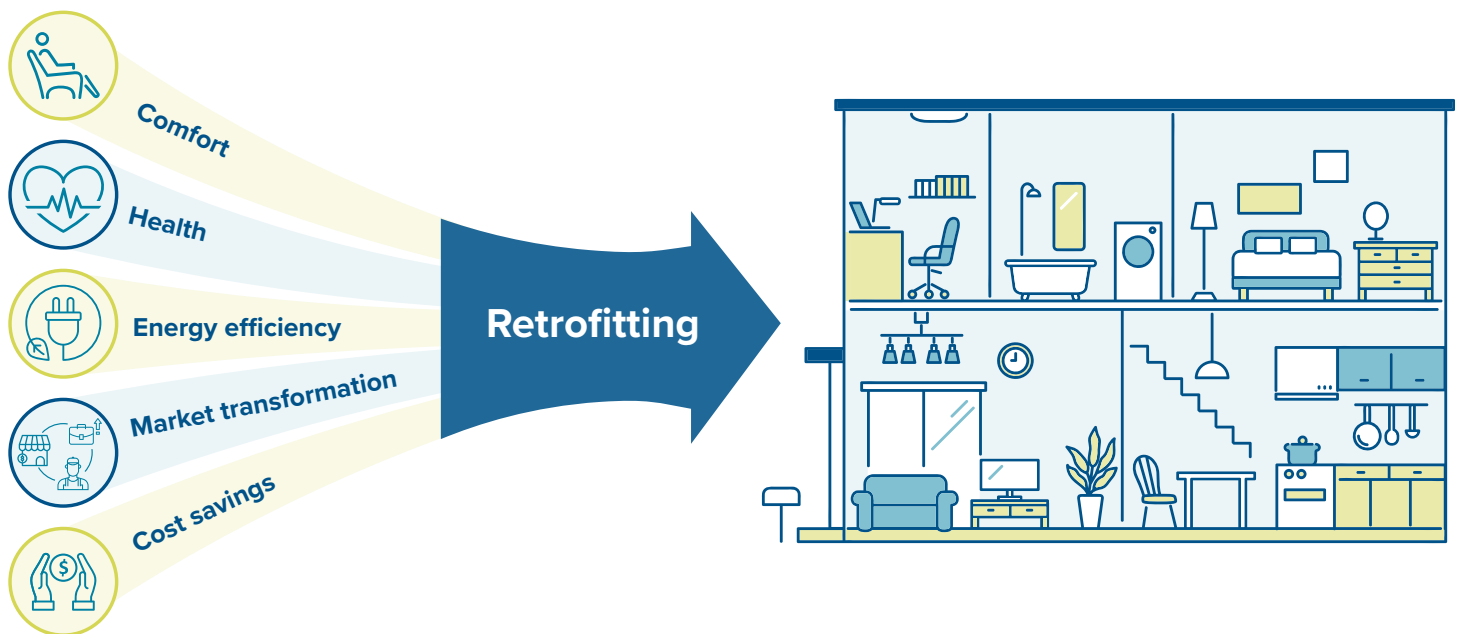 Comfort
Health
Energy efficiency
Market transformation
Cost savings
$
Retrofitting